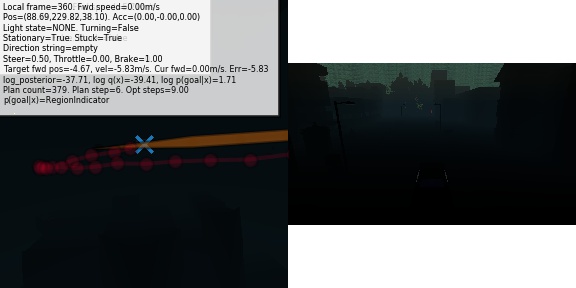 Local frame=360. Fwd speed=0.00m/s
Pos=(88.69,229.82,38.10). Acc=(0.00,-0.00,0.00)
Light state=NONE. Turning=False
Stationary=True. Stuck=True
Direction string=empty
Steer=0.50, Throttle=0.00, Brake=1.00
Target fwd pos=-4.67, vel=-5.83m/s. Cur fwd=0.00m/s. Err=-5.83
log_posterior=-37.71, log q(x)=-39.41, log p(goal|x)=1.71
Plan count=379. Plan step=6. Opt steps=9.00
p(goal|x)=RegionIndicator